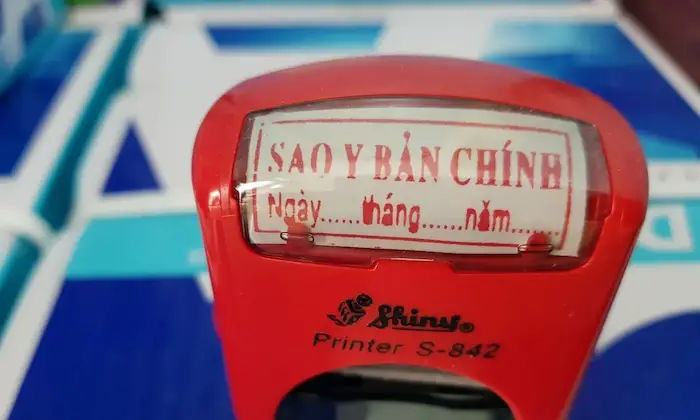 SAO Y BẢN CHÍNH
Ngày......tháng......năm.......
Shiny®
Printer S-842
D